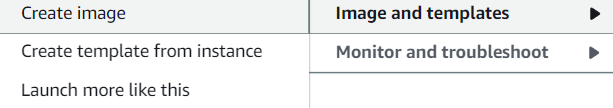 Create image
Create template from instance
Launch more like this
Image and templates
Monitor and troubleshoot